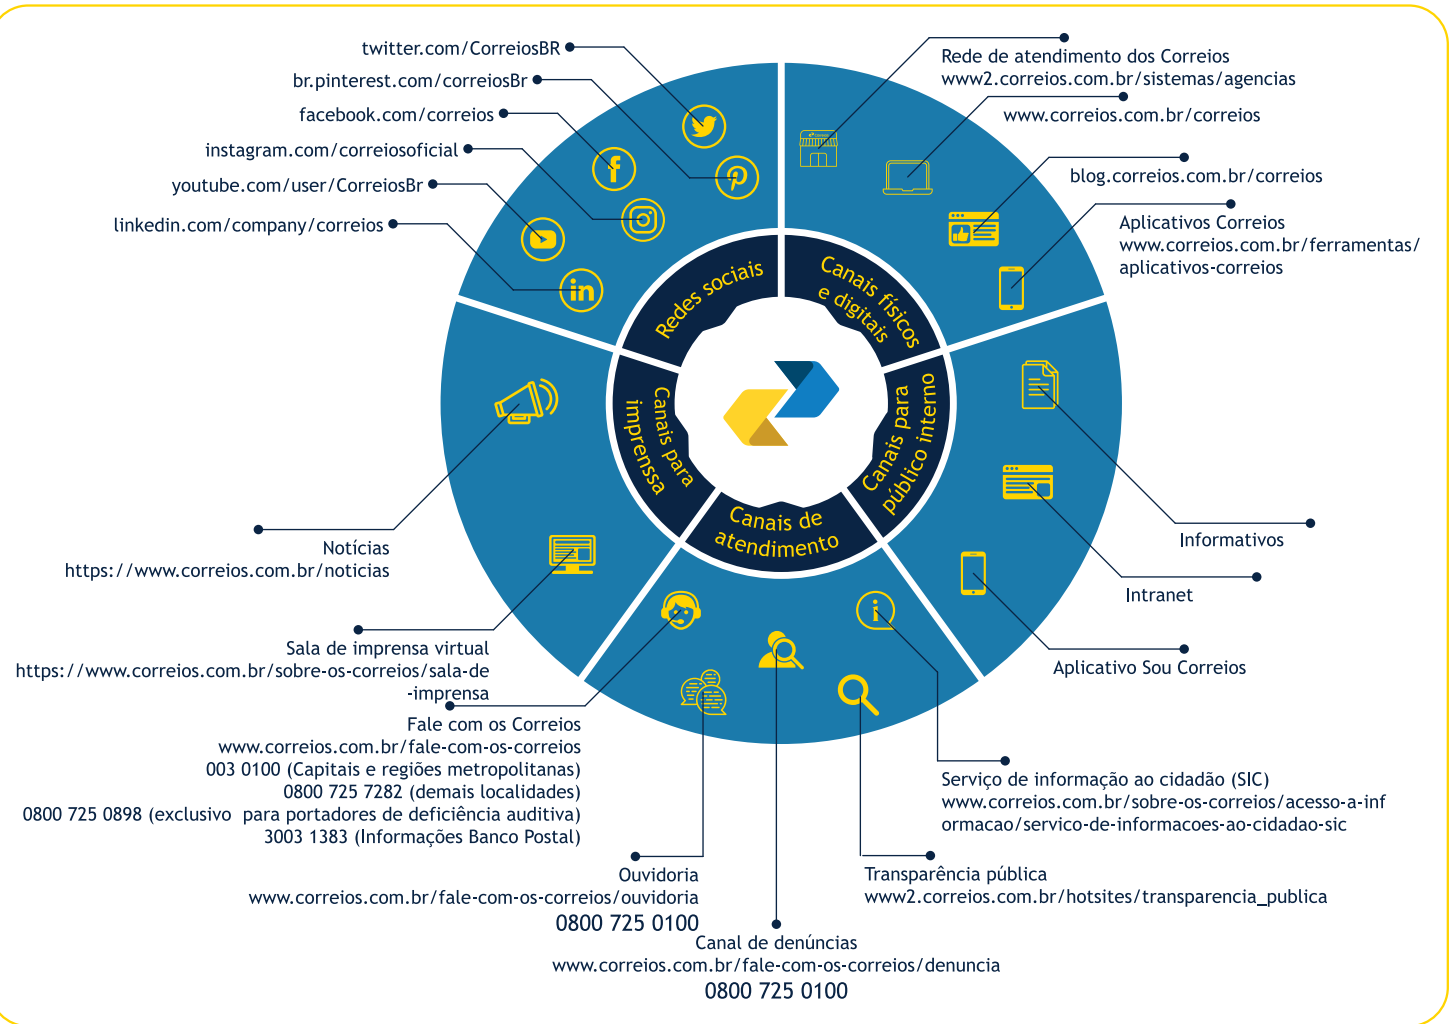 twitter.com/CorreiosBR
br.pinterest.com/correiosBr
facebook.com/correios
instagram.com/correiosoficial
youtube.com/user/CorreiosBr
linkedin.com/company/correios
Rede de atendimento dos Correios
www2.correios.com.br/sistemas/agencias
www.correios.com.br/correios
blog.correios.com.br/correios
Aplicativos Correios
www.correios.com.br/ferramentas/
aplicativos-correios
Redes sociais
Canais físicos
e digitais
Canais para
imprenssa
Canais para
público interno
Canais de
atendimento
Notícias
https://www.correios.com.br/noticias
Informativos
Intranet
Aplicativo Sou Correios
Sala de imprensa virtual
https://www.correios.com.br/sobre-os-correios/sala-de
-imprensa
Fale com os Correios
www.correios.com.br/fale-com-os-correios
003 0100 (Capitais e regiões metropolitanas)
0800 725 7282 (demais localidades)
0800 725 0898 (exclusivo  para portadores de deficiência auditiva)
3003 1383 (Informações Banco Postal)
Serviço de informação ao cidadão (SIC)
www.correios.com.br/sobre-os-correios/acesso-a-inf
ormacao/servico-de-informacoes-ao-cidadao-sic
Ouvidoria
www.correios.com.br/fale-com-os-correios/ouvidoria
0800 725 0100
Transparência pública
www2.correios.com.br/hotsites/transparencia_publica
Canal de denúncias
www.correios.com.br/fale-com-os-correios/denuncia
0800 725 0100